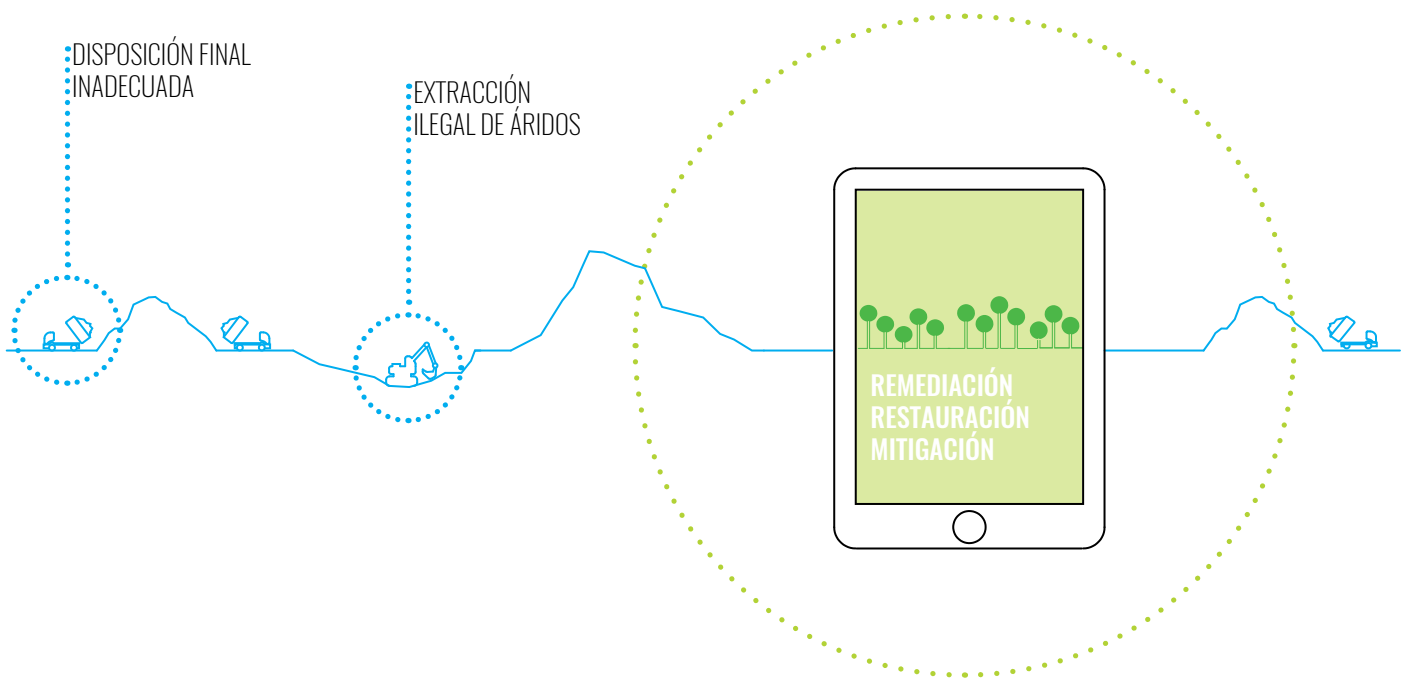 DISPOSICIÓN FINAL
INADECUADA
EXTRACCIÓN
ILEGAL DE ÁRIDOS
REMEDIACIÓN
RESTAURACIÓN
MITIGACIÓN